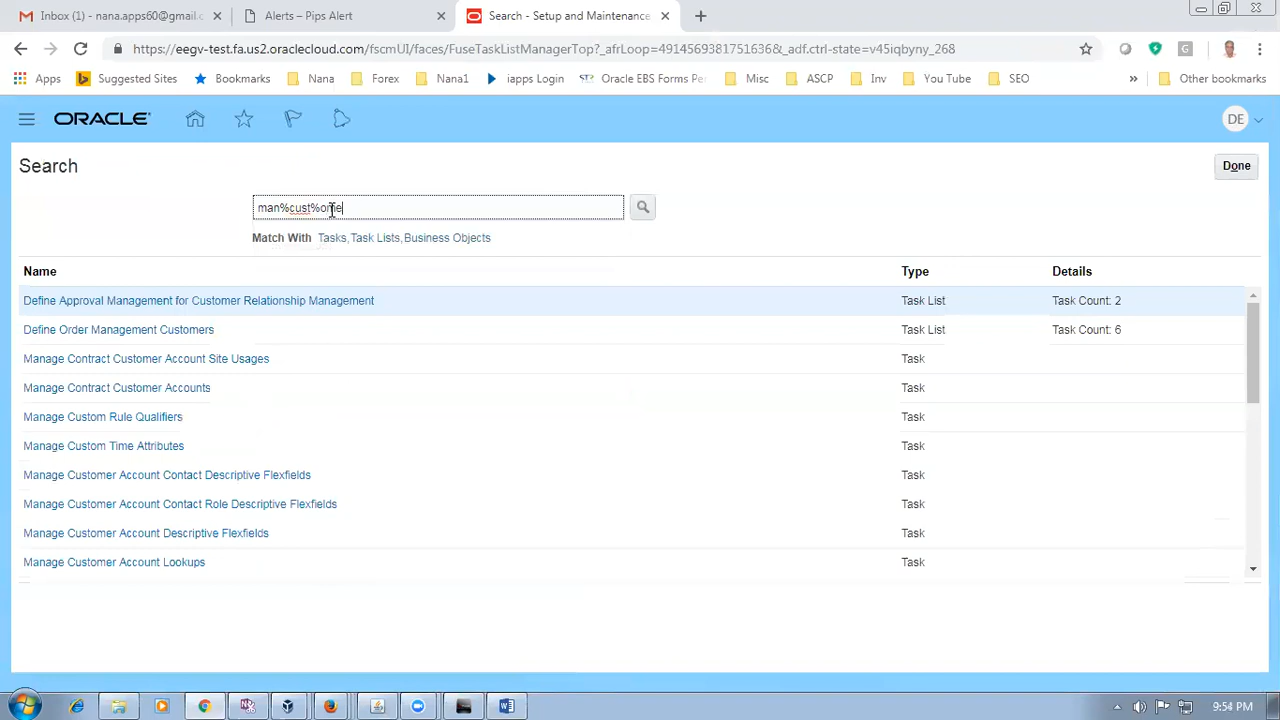 Inbox (1) - nana.apps60@gmail.c
Alerts – Pips Alert
Search - Setup and Maintenance
https://eegv-test.fa.us2.oraclecloud.com/fscmUI/faces/FuseTaskListManagerTop?_afrLoop=49145693817516368&_adf.ctrl-state=v45iqbyny_268
Apps
Suggested Sites
Bookmarks
Nana
Forex
Nana1
iapps Login
Oracle EBS Forms Per
Misc
ASCP
Inv
You Tube
SEO
»
Other bookmarks
ORACLE
DE
Search
Done
Match With Tasks, Task Lists, Business Objects
Name Type Details
Define Approval Management for Customer Relationship Management Task List Task Count: 2
Define Order Management Customers Task List Task Count: 6
Manage Contract Customer Account Site Usages Task
Manage Contract Customer Accounts Task
Manage Custom Rule Qualifiers Task
Manage Custom Time Attributes Task
Manage Customer Account Contact Descriptive Flexfields Task
Manage Customer Account Contact Role Descriptive Flexfields Task
Manage Customer Account Descriptive Flexfields Task
Manage Customer Account Lookups Task
9:54 PM